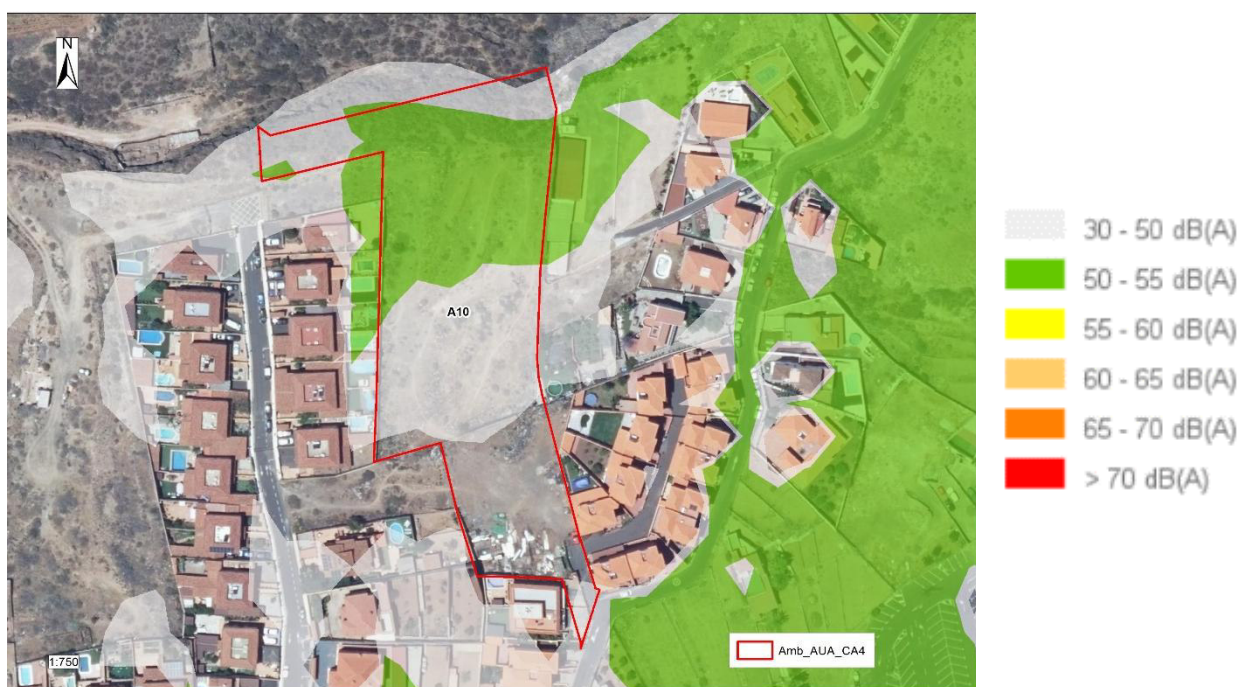 N
A10
1:750
Amb_AUA_CA4
30 - 50 dB(A)
50 - 55 dB(A)
55 - 60 dB(A)
60 - 65 dB(A)
65 - 70 dB(A)
> 70 dB(A)